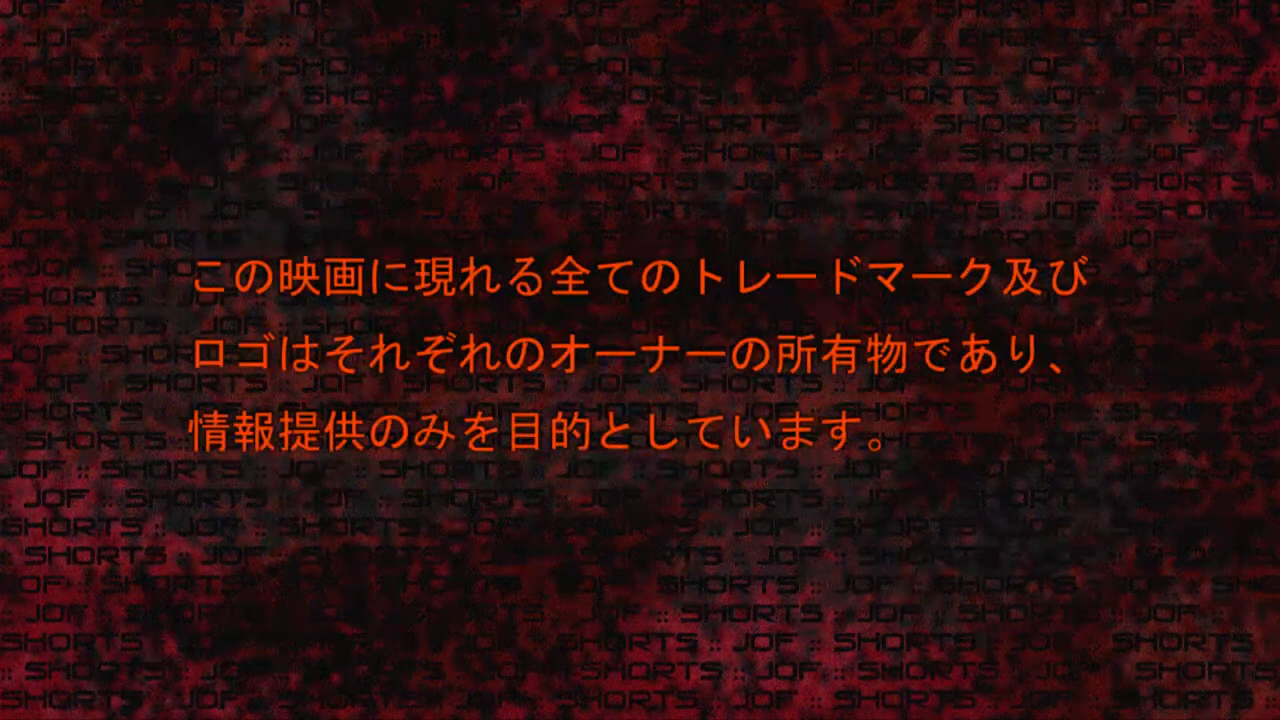 この映画に現れる全てのトレードマーク及び
ロゴはそれぞれのオーナーの所有物であり、
情報提供のみを目的としています。
JOF :: SHORTS